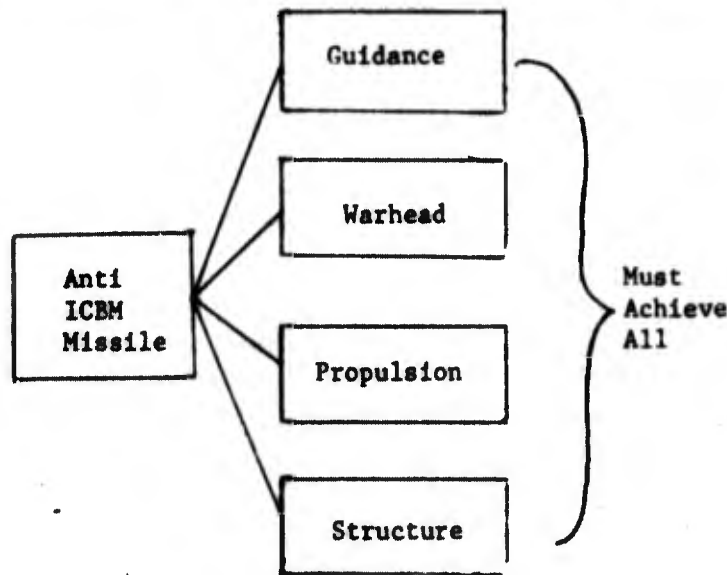 Guidance
Warhead
Anti
ICBM
Missile
Must
Achieve
All
Propulsion
Structure